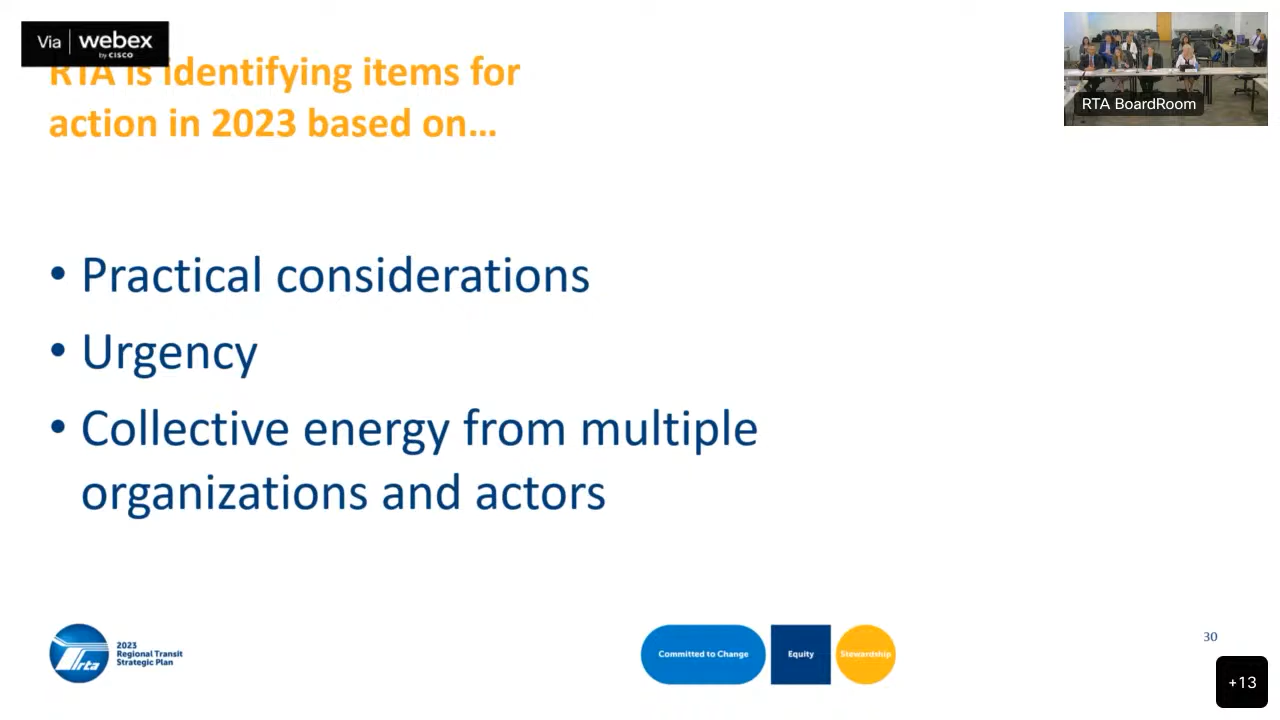 Via webex
by CISCO
RTA is identifying items for
action in 2023 based on…
RTA BoardRoom
• Practical considerations
• Urgency
• Collective energy from multiple
organizations and actors
rta
2023
Regional Transit
Strategic Plan
Committed to Change
Equity
Stewardship
30
+13